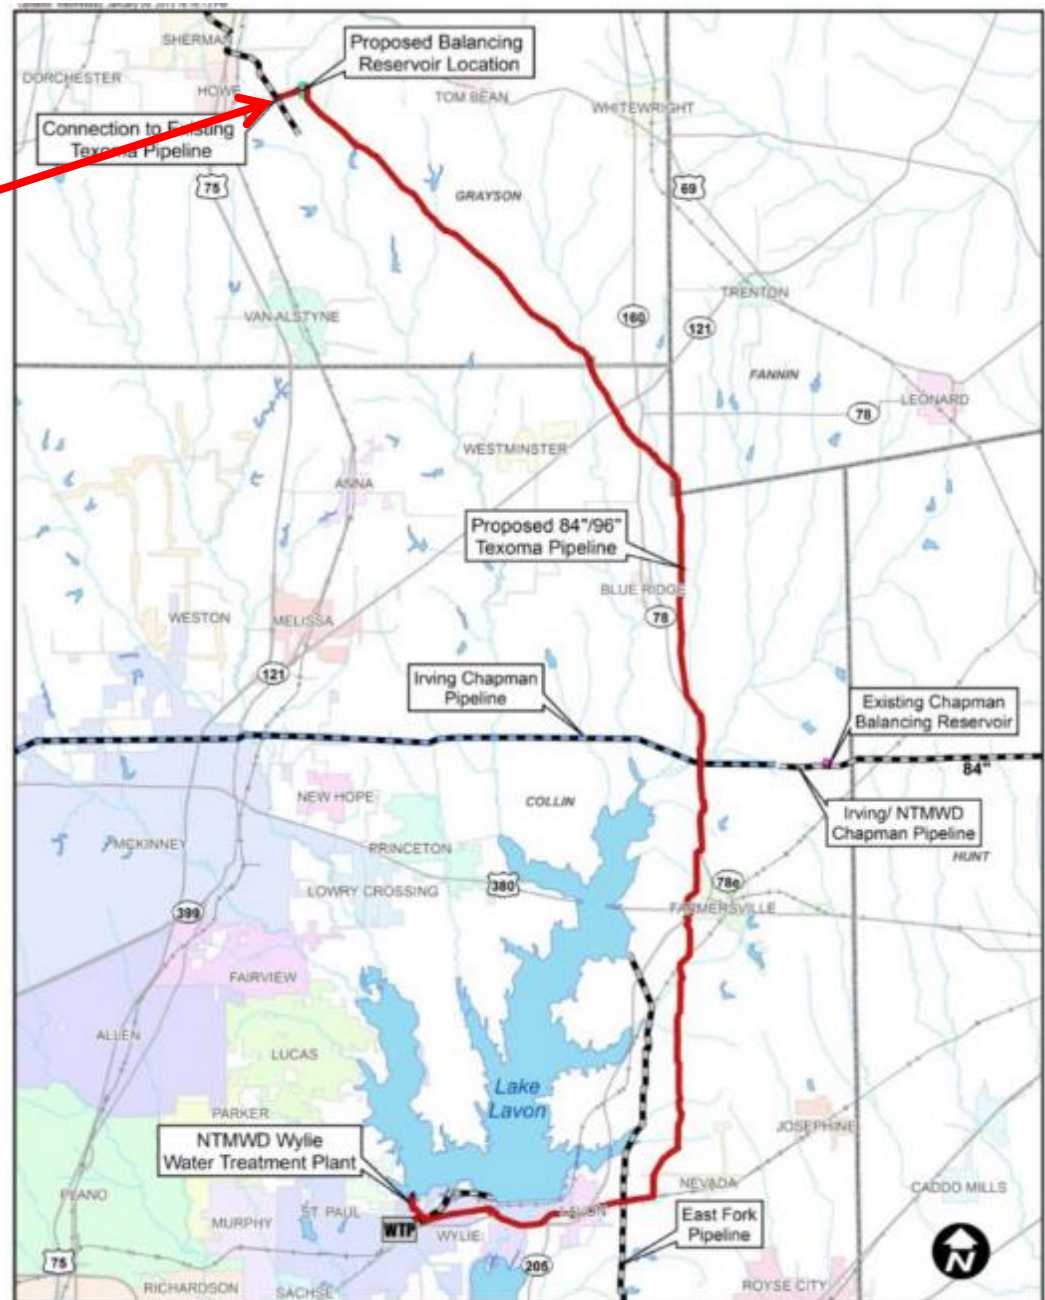 SHERMAN
Proposed Balancing
Reservoir Location
DORCHESTER
HOWE
TOM BEAN
WHITEWRIGHT
Connection to Existing
Texoma Pipeline
75
GRAYSON
69
TRENTON
VAN ALSTYNE
160
121
FANNIN
LEONARD
78
WESTMINSTER
ANNA
Proposed 84"/96"
Texoma Pipeline
BLUE RIDGE
WESTON
MELISSA
78
121
Irving Chapman
Pipeline
Existing Chapman
Balancing Reservoir
84"
NEW HOPE
COLLIN
Irving/ NTMWD
Chapman Pipeline
MCKINNEY
PRINCETON
HUNT
LOWRY CROSSING
380
78e
399
FARMERSVILLE
FAIRVIEW
ALLEN
LUCAS
Lake
Lavon
PARKER
JOSEPHINE
NTMWD Wylie
Water Treatment Plant
PLANO
NEVADA
CADDO MILLS
MURPHY
ST. PAUL
WTP
WYLIE
LAVON
East Fork
Pipeline
75
205
N
RICHARDSON
SACHSE
ROYSE CITY